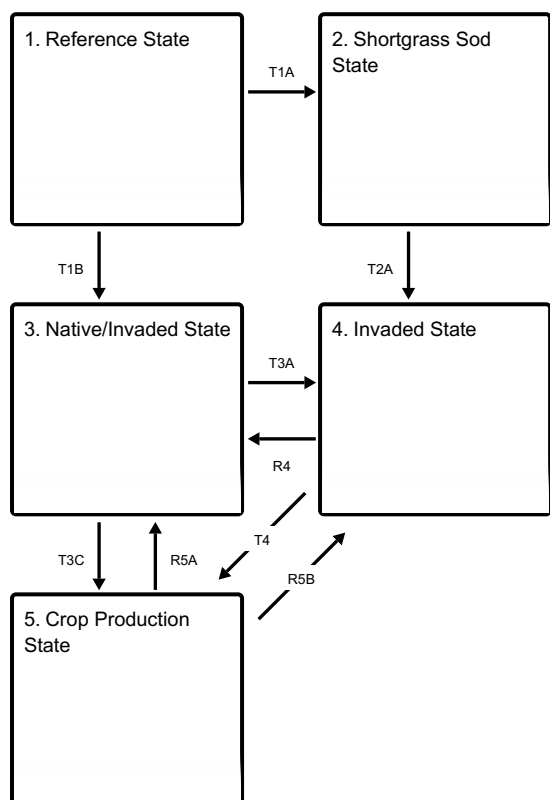 1. Reference State
T1A
2. Shortgrass Sod
State
T1B
T2A
3. Native/Invaded State
T3A
4. Invaded State
R4
T3C
R5A
T4
R5B
5. Crop Production
State